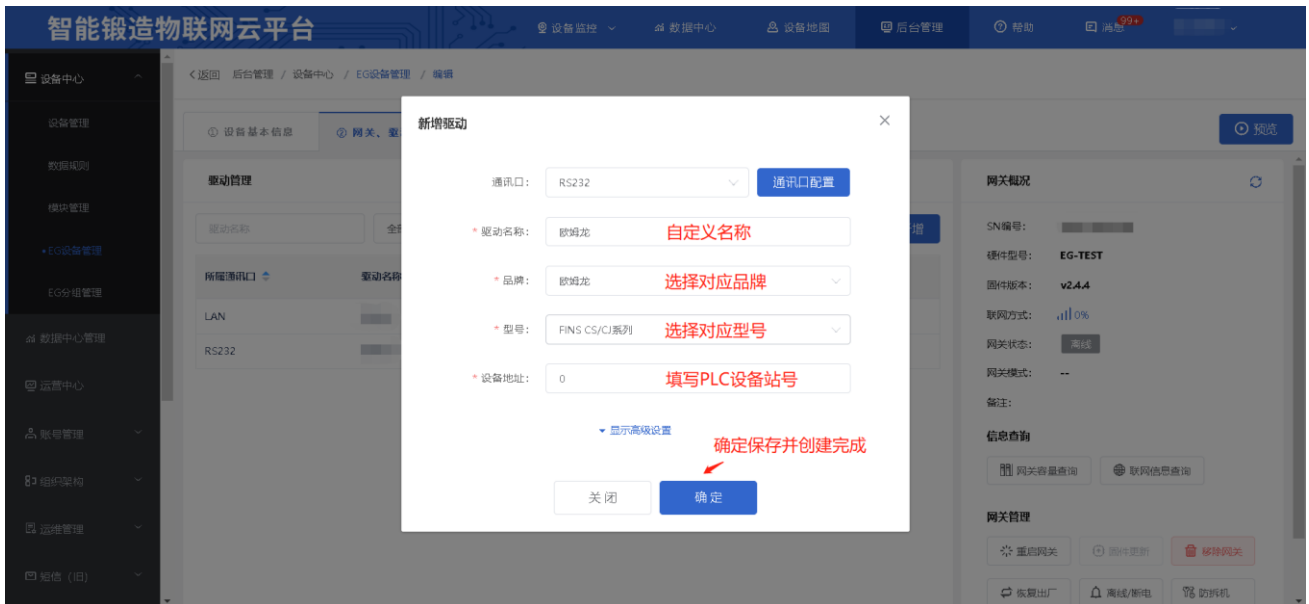 智能锻造物联网云平台
设备监控
数据中心
设备地图
后台管理
帮助
消息
99+
设备中心
<返回 后台管理 / 设备中心 / EG设备管理 / 编辑
设备管理
数据规则
模块管理
•EG设备管理
EG分组管理
数据中心管理
运营中心
账号管理
组织架构
运维管理
短信（旧）
① 设备基本信息
② 网关、驱
预览
驱动管理
驱动名称
全
增
所属通讯口
驱动名称
LAN
RS232
新增驱动
通讯口：
RS232
通讯口配置
* 驱动名称：
欧姆龙
自定义名称
* 品牌：
欧姆龙
选择对应品牌
* 型号：
FINS CS/CJ系列
选择对应型号
* 设备地址：
0
填写PLC设备站号
显示高级设置
确定保存并创建完成
关 闭
确 定
网关概况
SN编号：
硬件型号：
EG-TEST
固件版本：
v2.4.4
联网方式：
0%
网关状态：
离线
网关模式：
--
备注：
信息查询
网关容量查询
联网信息查询
网关管理
重启网关
固件更新
移除网关
恢复出厂
离线/断电
防拆机